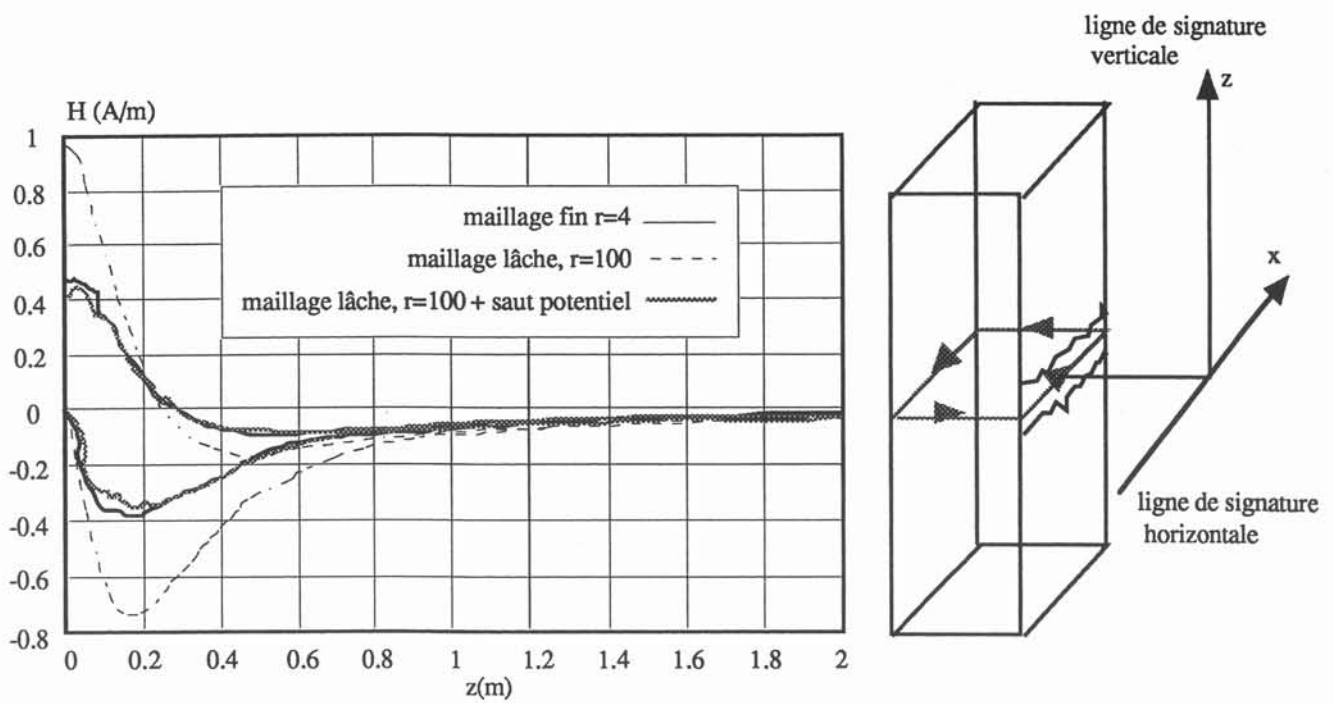 H (A/m)
1
0.8
0.6
0.4
0.2
0
-0.2
-0.4
-0.6
-0.8
maillage fin r=4
maillage lâche, r=100
maillage lâche, r=100 + saut potentiel
0 0.2 0.4 0.6 0.8 1 1.2 1.4 1.6 1.8 2
z(m)
ligne de signature
verticale
z
x
ligne de signature
horizontale